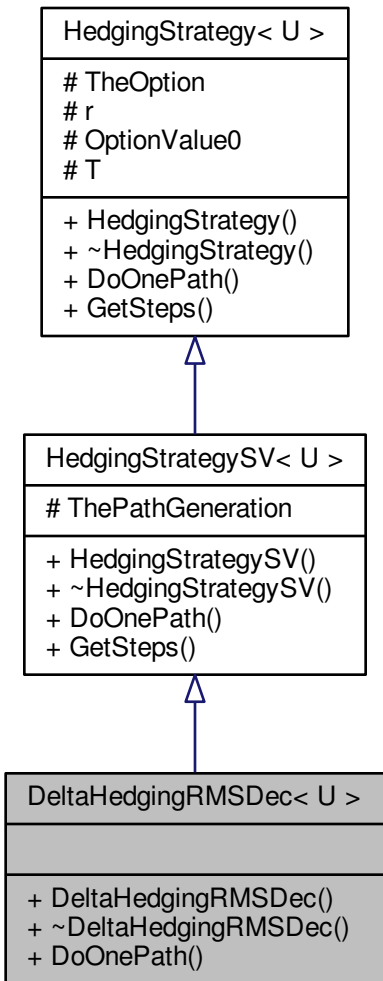 HedgingStrategy< U >
# TheOption
# r
# OptionValue0
# T
+ HedgingStrategy()
+ ~HedgingStrategy()
+ DoOnePath()
+ GetSteps()
HedgingStrategySV< U >
# ThePathGeneration
+ HedgingStrategySV()
+ ~HedgingStrategySV()
+ DoOnePath()
+ GetSteps()
DeltaHedgingRMSDec< U >
+ DeltaHedgingRMSDec()
+ ~DeltaHedgingRMSDec()
+ DoOnePath()